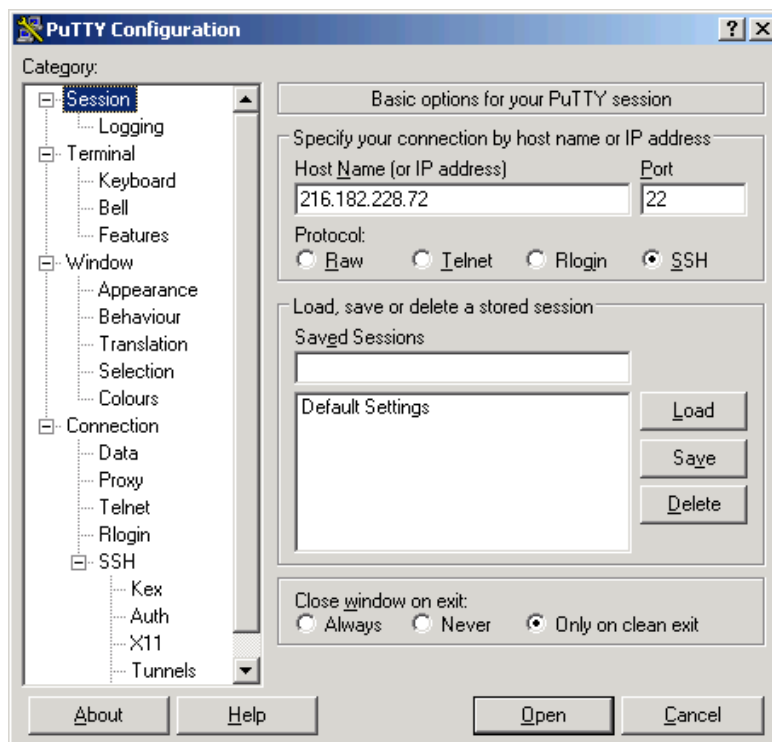 PuTTY Configuration
Category:
Session
Logging
Terminal
Keyboard
Bell
Features
Window
Appearance
Behaviour
Translation
Selection
Colours
Connection
Data
Proxy
Telnet
Rlogin
SSH
Kex
Auth
X11
Tunnels
Basic options for your PuTTY session
Specify your connection by host name or IP address
Host Name (or IP address) Port
216.182.228.72 22
Protocol:
Raw Telnet Rlogin SSH
Load, save or delete a stored session
Saved Sessions
Default Settings
Load
Save
Delete
Close window on exit:
Always Never Only on clean exit
About Help Open Cancel